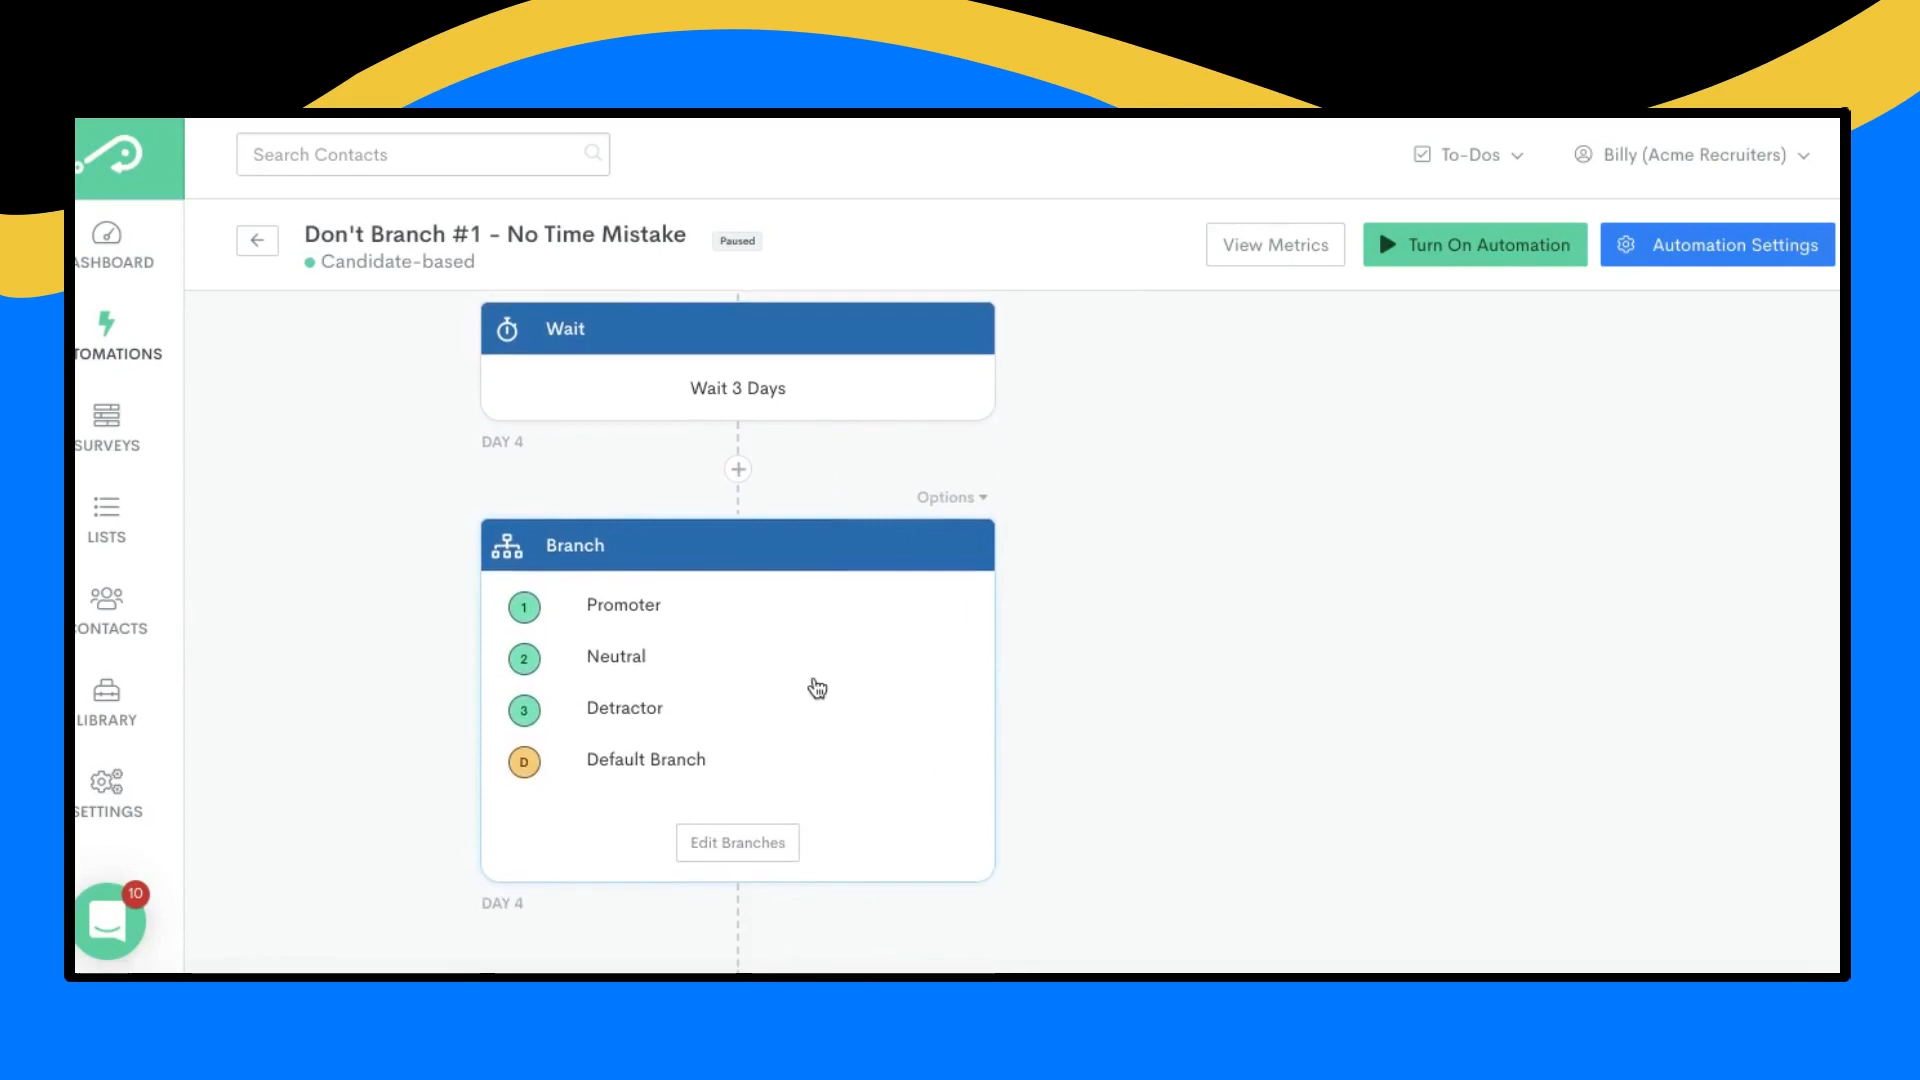 Search Contacts
To-Dos
Billy (Acme Recruiters)
Don't Branch #1 - No Time Mistake
Paused
Candidate-based
View Metrics
Turn On Automation
Automation Settings
ASHBOARD
TOMATIONS
SURVEYS
LISTS
ONTACTS
LIBRARY
SETTINGS
10
Wait
Wait 3 Days
DAY 4
Options
Branch
1 Promoter
2 Neutral
3 Detractor
D Default Branch
Edit Branches
DAY 4